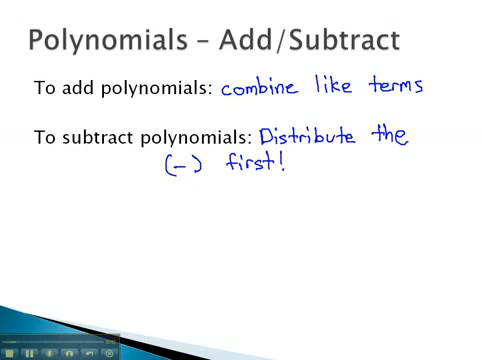 Polynomials – Add/Subtract
To add polynomials: combine like terms
To subtract polynomials: Distribute the
(-) first!